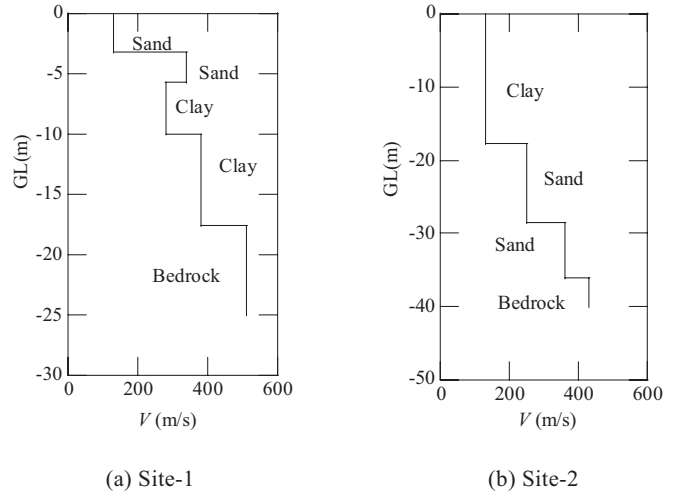 0
-5
-10
-15
-20
-25
-30
GL(m)
Sand
Sand
Clay
Clay
Bedrock
0
200
400
600
V (m/s)
(a) Site-1
0
-10
-20
-30
-40
-50
GL(m)
Clay
Sand
Sand
Bedrock
0
200
400
600
V (m/s)
(b) Site-2